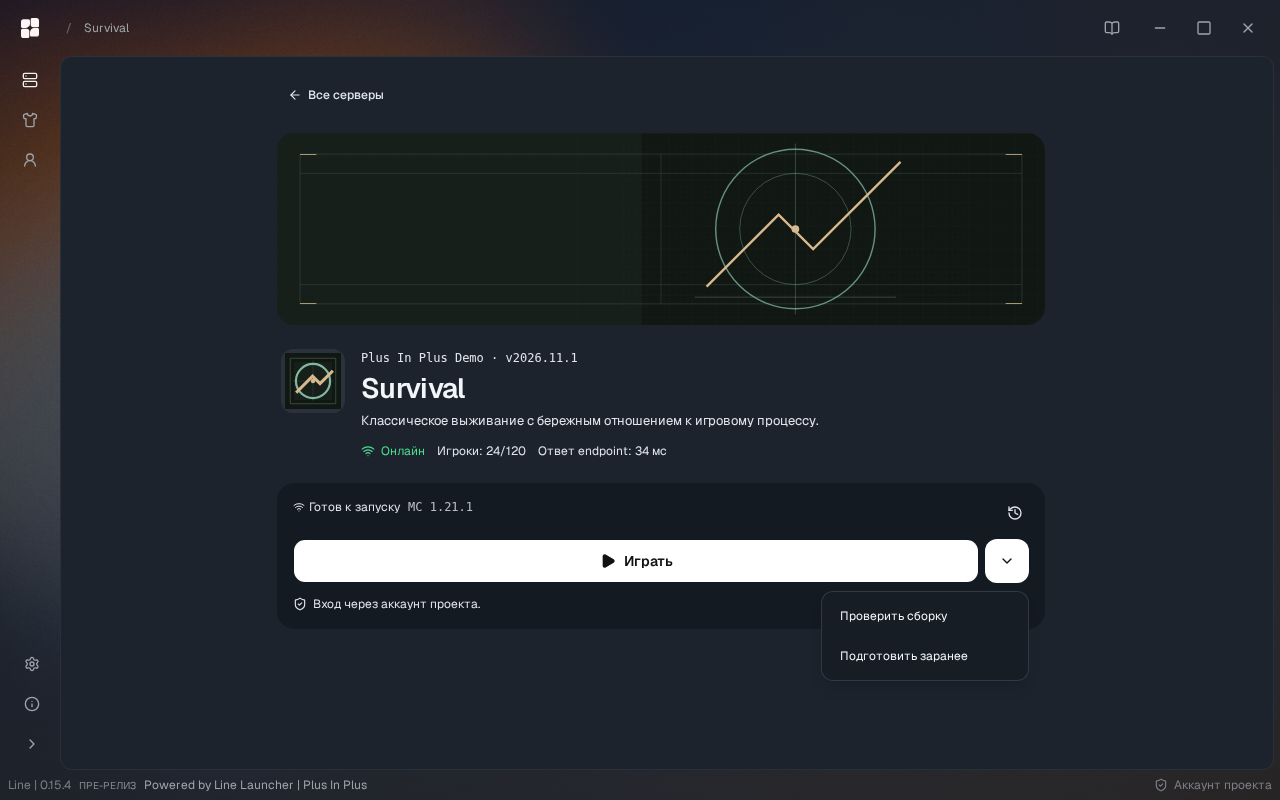 / Survival
Все серверы
Plus In Plus Demo · v2026.11.1
Survival
Классическое выживание с бережным отношением к игровому процессу.
Онлайн Игроки: 24/120 Ответ endpoint: 34 мс
Готов к запуску MC 1.21.1
Играть
Вход через аккаунт проекта.
Проверить сборку
Подготовить заранее
Line | 0.15.4 ПРЕ-РЕЛИЗ Powered by Line Launcher | Plus In Plus Аккаунт проекта